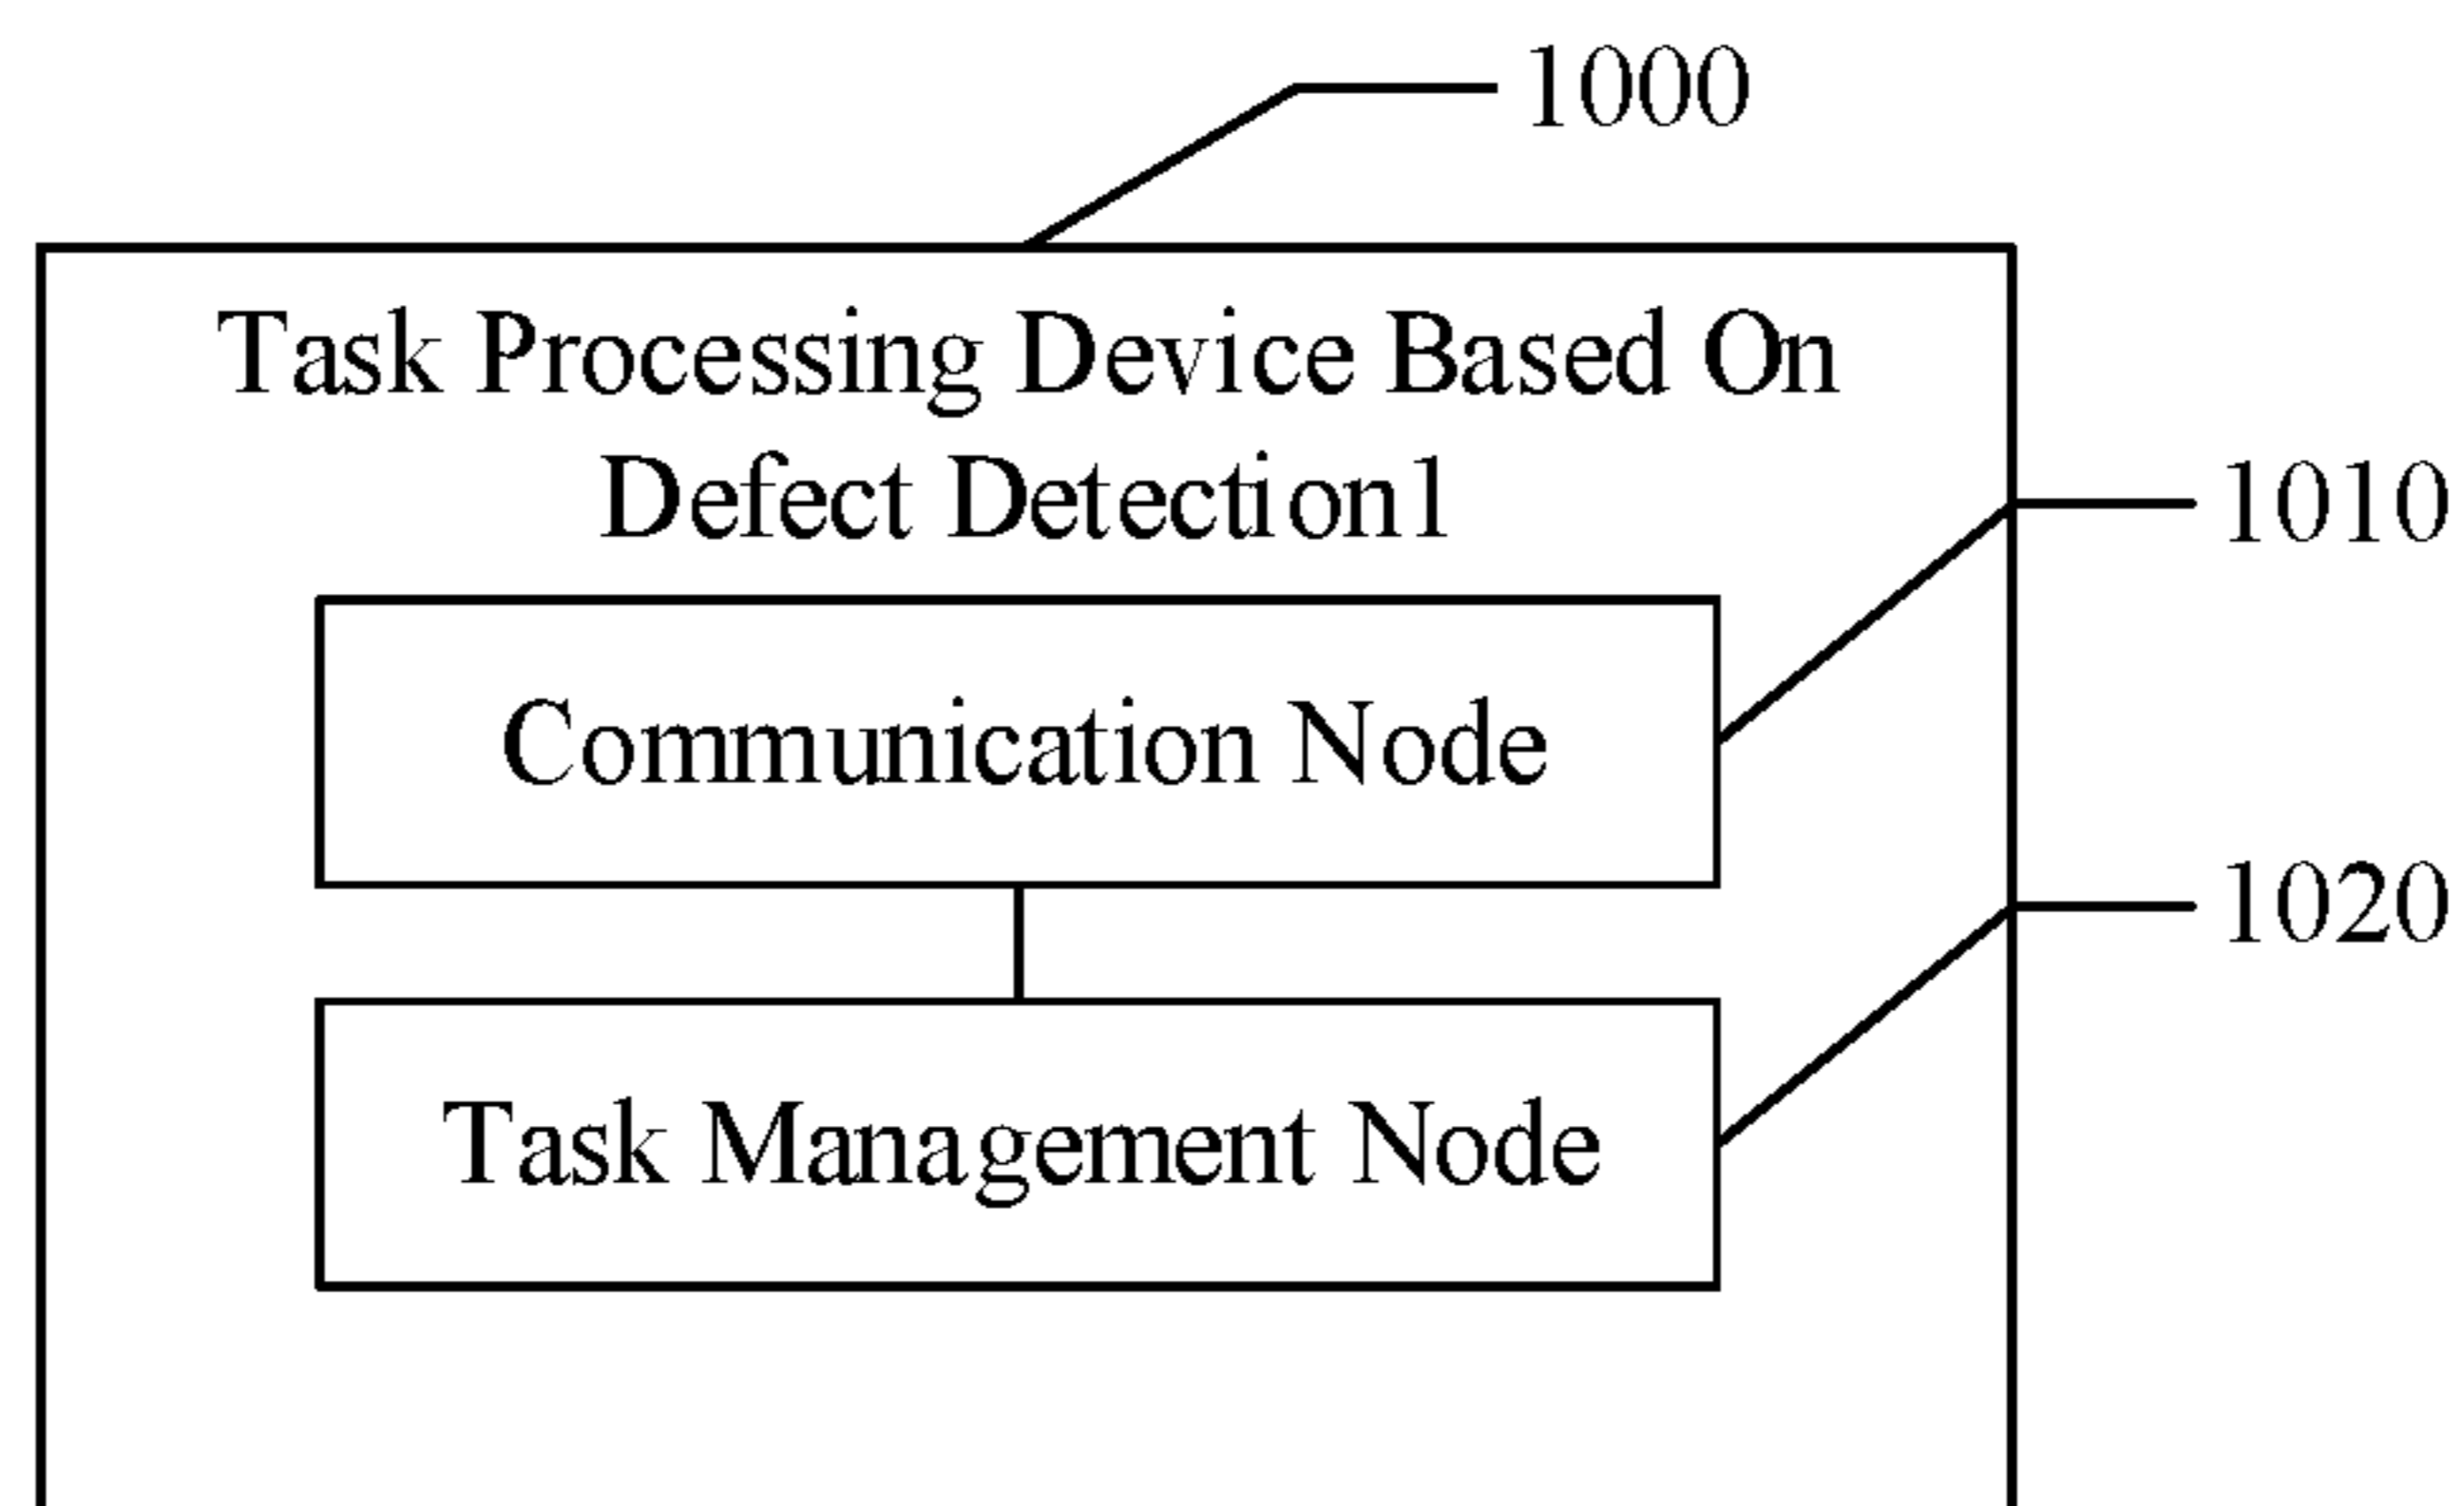 1000
Task Processing Device Based On
Defect Detection1
1010
Communication Node
1020
Task Management Node